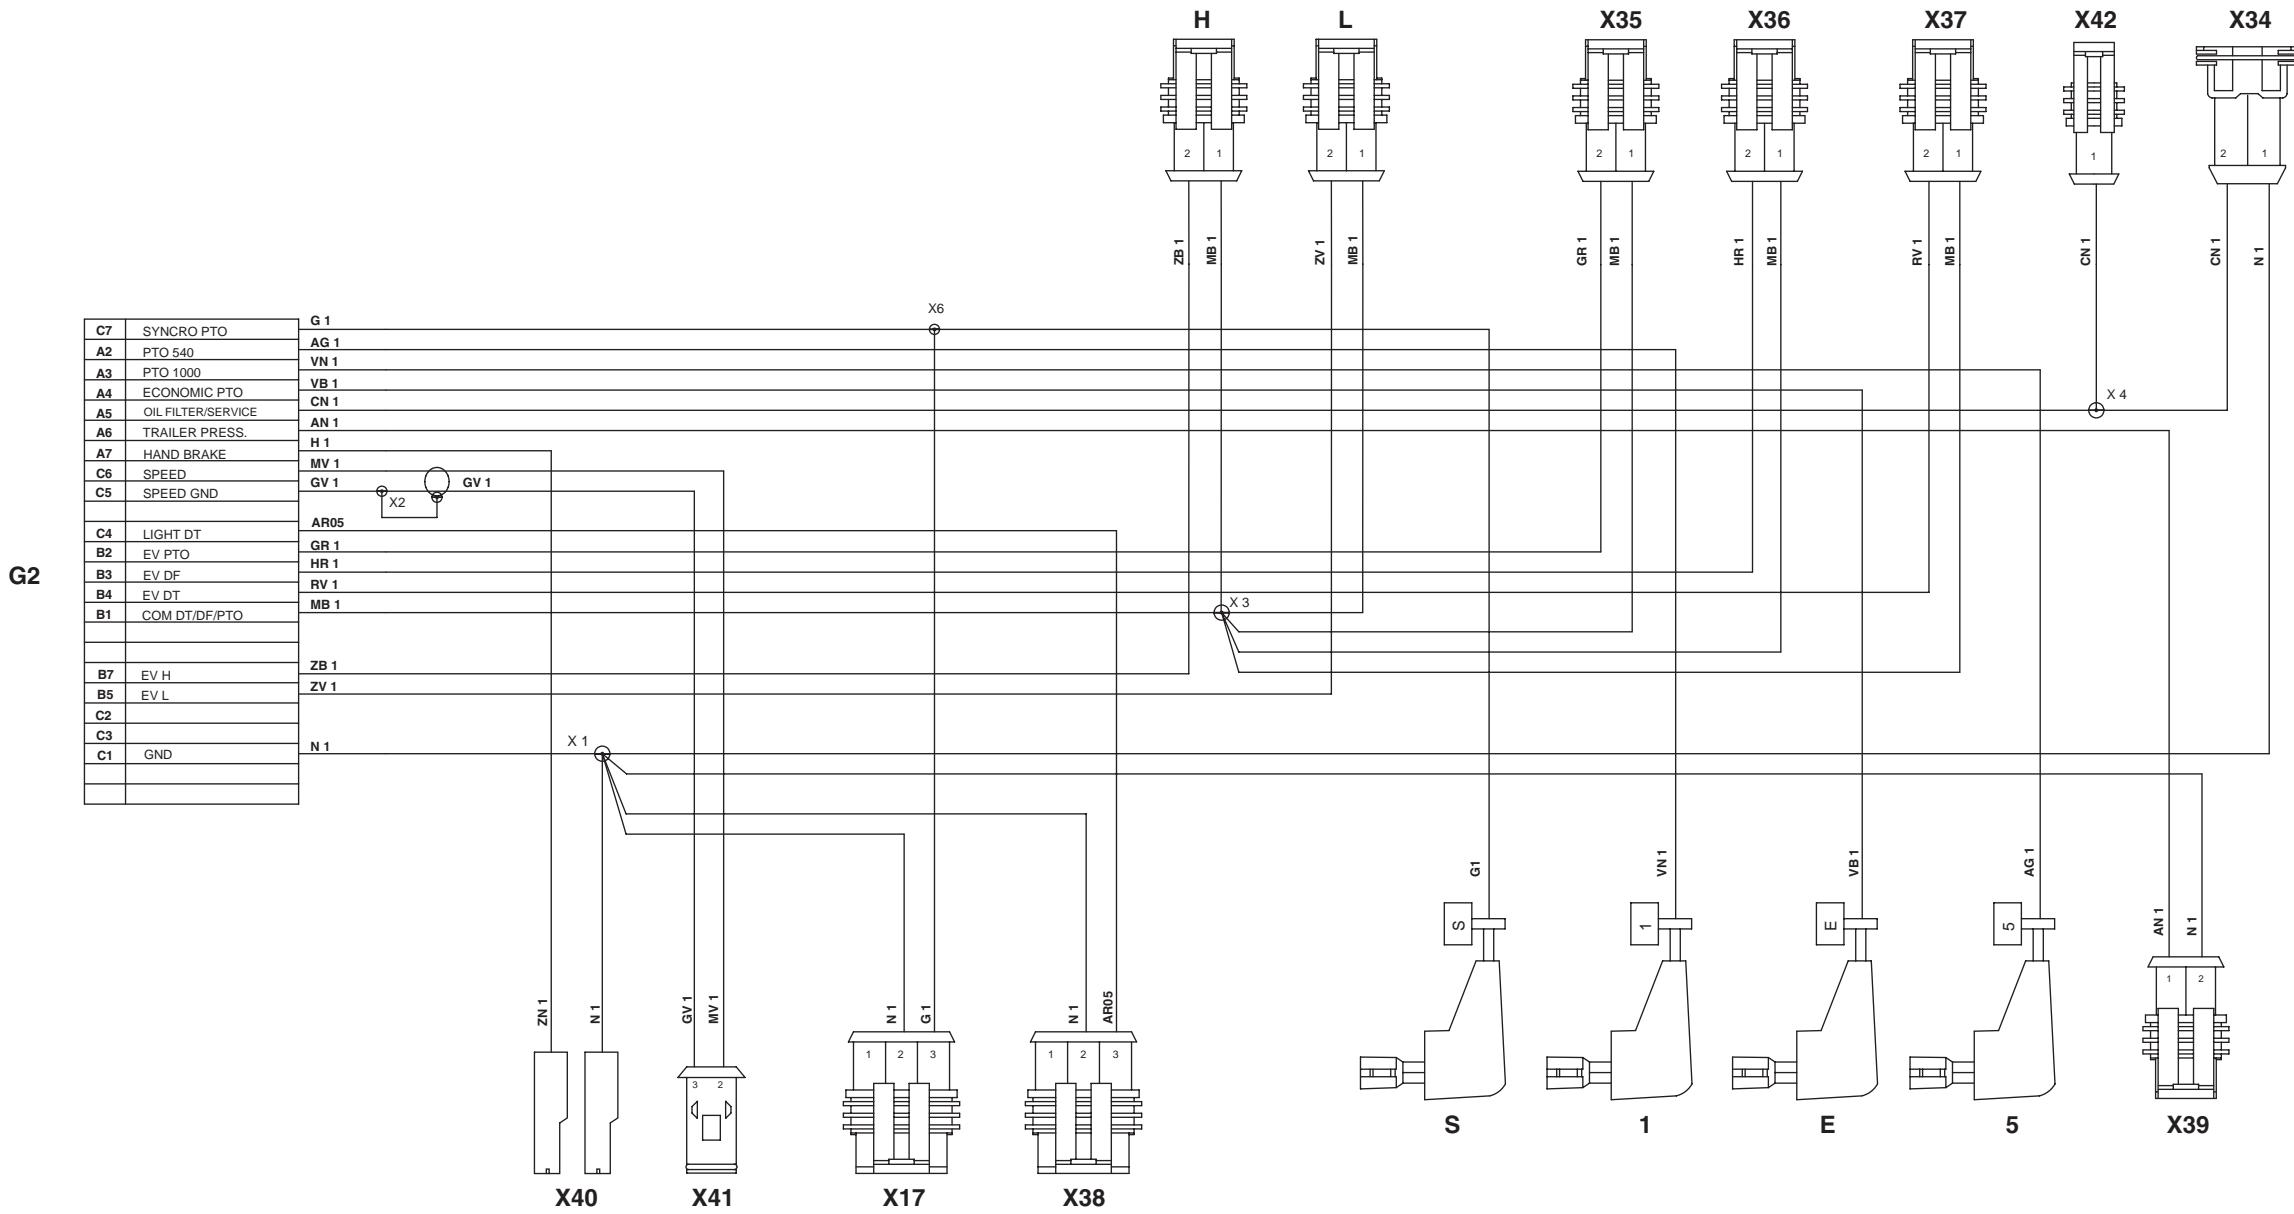 H L X35 X36 X37 X42 X34
2 1 2 1 2 1 2 1 2 1 1 2 1
ZB 1 MB 1 ZV 1 MB 1 GR 1 MB 1 HR 1 MB 1 RV 1 MB 1 CN 1 CN 1 N 1
X6
G2
C7 SYNCRO PTO G 1
A2 PTO 540 AG 1
A3 PTO 1000 VN 1
A4 ECONOMIC PTO VB 1
A5 OIL FILTER/SERVICE CN 1
X 4
A6 TRAILER PRESS. AN 1
A7 HAND BRAKE H 1
C6 SPEED MV 1
C5 SPEED GND GV 1
GV 1
X2
C4 LIGHT DT AR05
B2 EV PTO GR 1
B3 EV DF HR 1
B4 EV DT RV 1
B1 COM DT/DF/PTO MB 1
X 3
B7 EV H ZB 1
B5 EV L ZV 1
C2
C3
C1 GND N 1
X 1
G1 VN 1 VB 1 AG 1
S 1 E 5
AN 1 N 1
1 2
ZN 1 N 1 GV 1 MV 1 N 1 G 1 N 1 AR05
3 2 1 2 3 1 2 3
S 1 E 5 X39
X40 X41 X17 X38